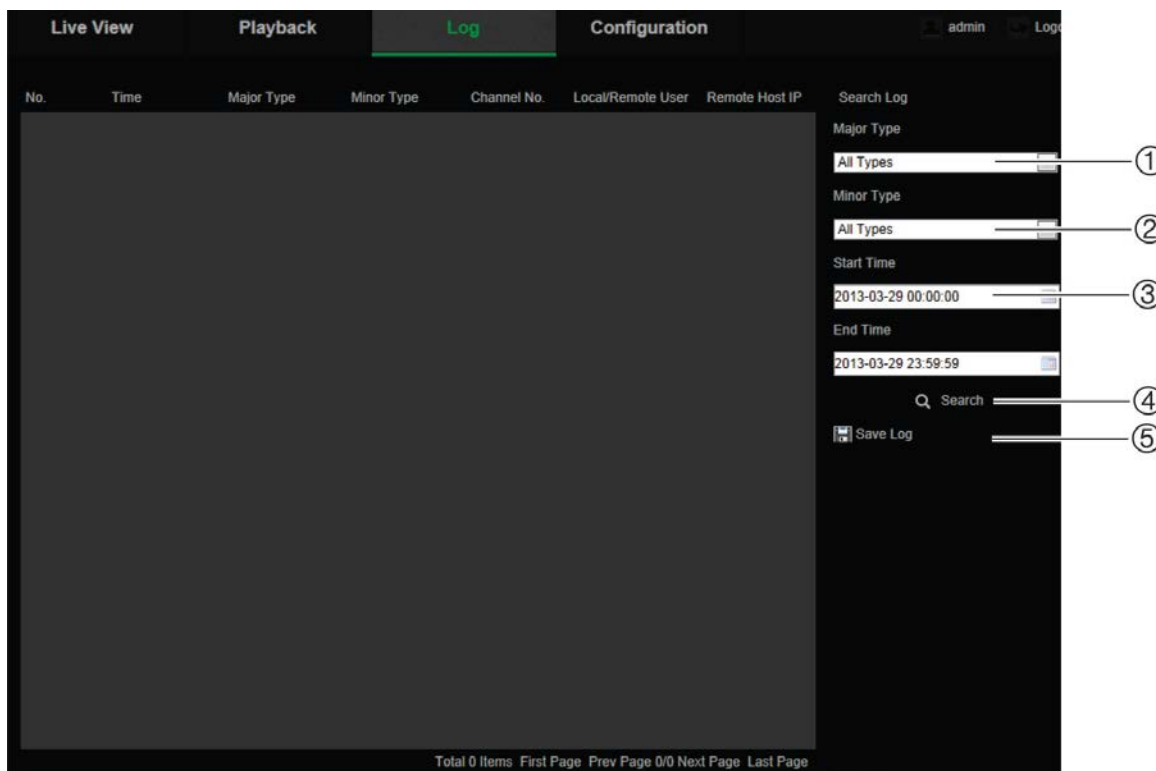 Live View Playback Log Configuration admin
No. Time Major Type Minor Type Channel No. Local/Remote User Remote Host IP Search Log
Major Type
All Types ①
Minor Type
All Types ②
Start Time
2013-03-29 00:00:00 ③
End Time
2013-03-29 23:59:59
Search ④
Save Log ⑤
Total 0 Items First Page Prev Page 0/0 Next Page Last Page